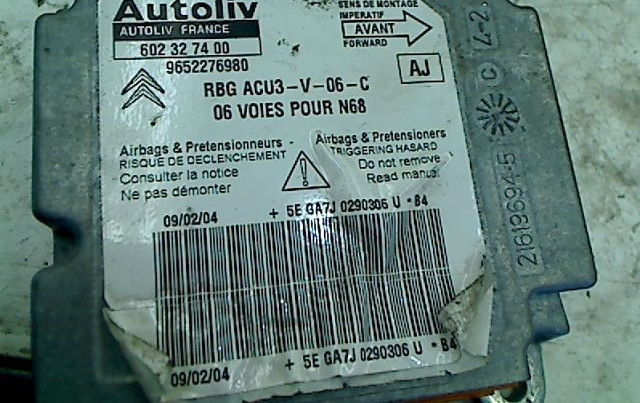 Autoliv
AUTOLIV FRANCE
602 32 74 00
9652276980
SENS DE MONTAGE
IMPERATIF
AVANT
FORWARD
RBG ACU3-V-06-C
AJ
06 VOIES POUR N68
Airbags & Pretensionneurs
RISQUE DE DECLENCHEMENT
Consulter la notice
Ne pas démonter
Airbags & Pretensioners
TRIGGERING HASARD
Do not remove
Read manual
09/02/04
+ 5E GA7J 0290306 U * B4
09/02/04
+ 5E GA7J 0290306 U * B4
2161969A-5
C
4-2